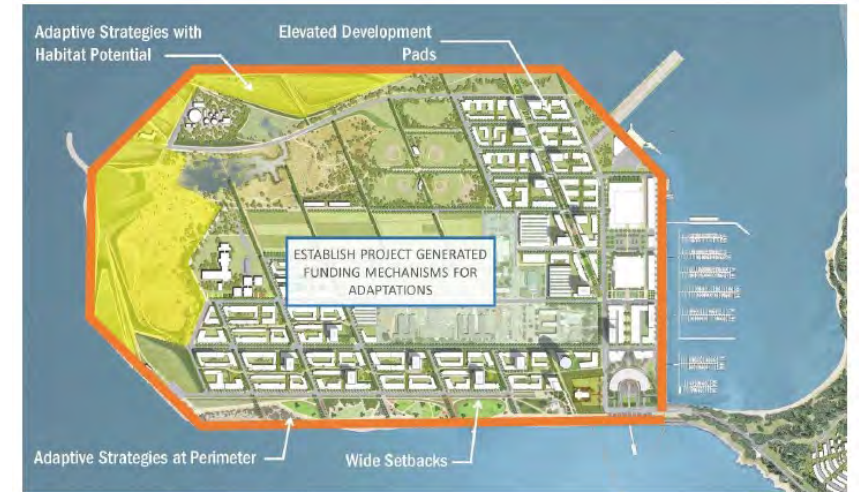 Adaptive Strategies with
Habitat Potential
Elevated Development
Pads
ESTABLISH PROJECT GENERATED
FUNDING MECHANISMS FOR
ADAPTATIONS
Adaptive Strategies at Perimeter
Wide Setbacks